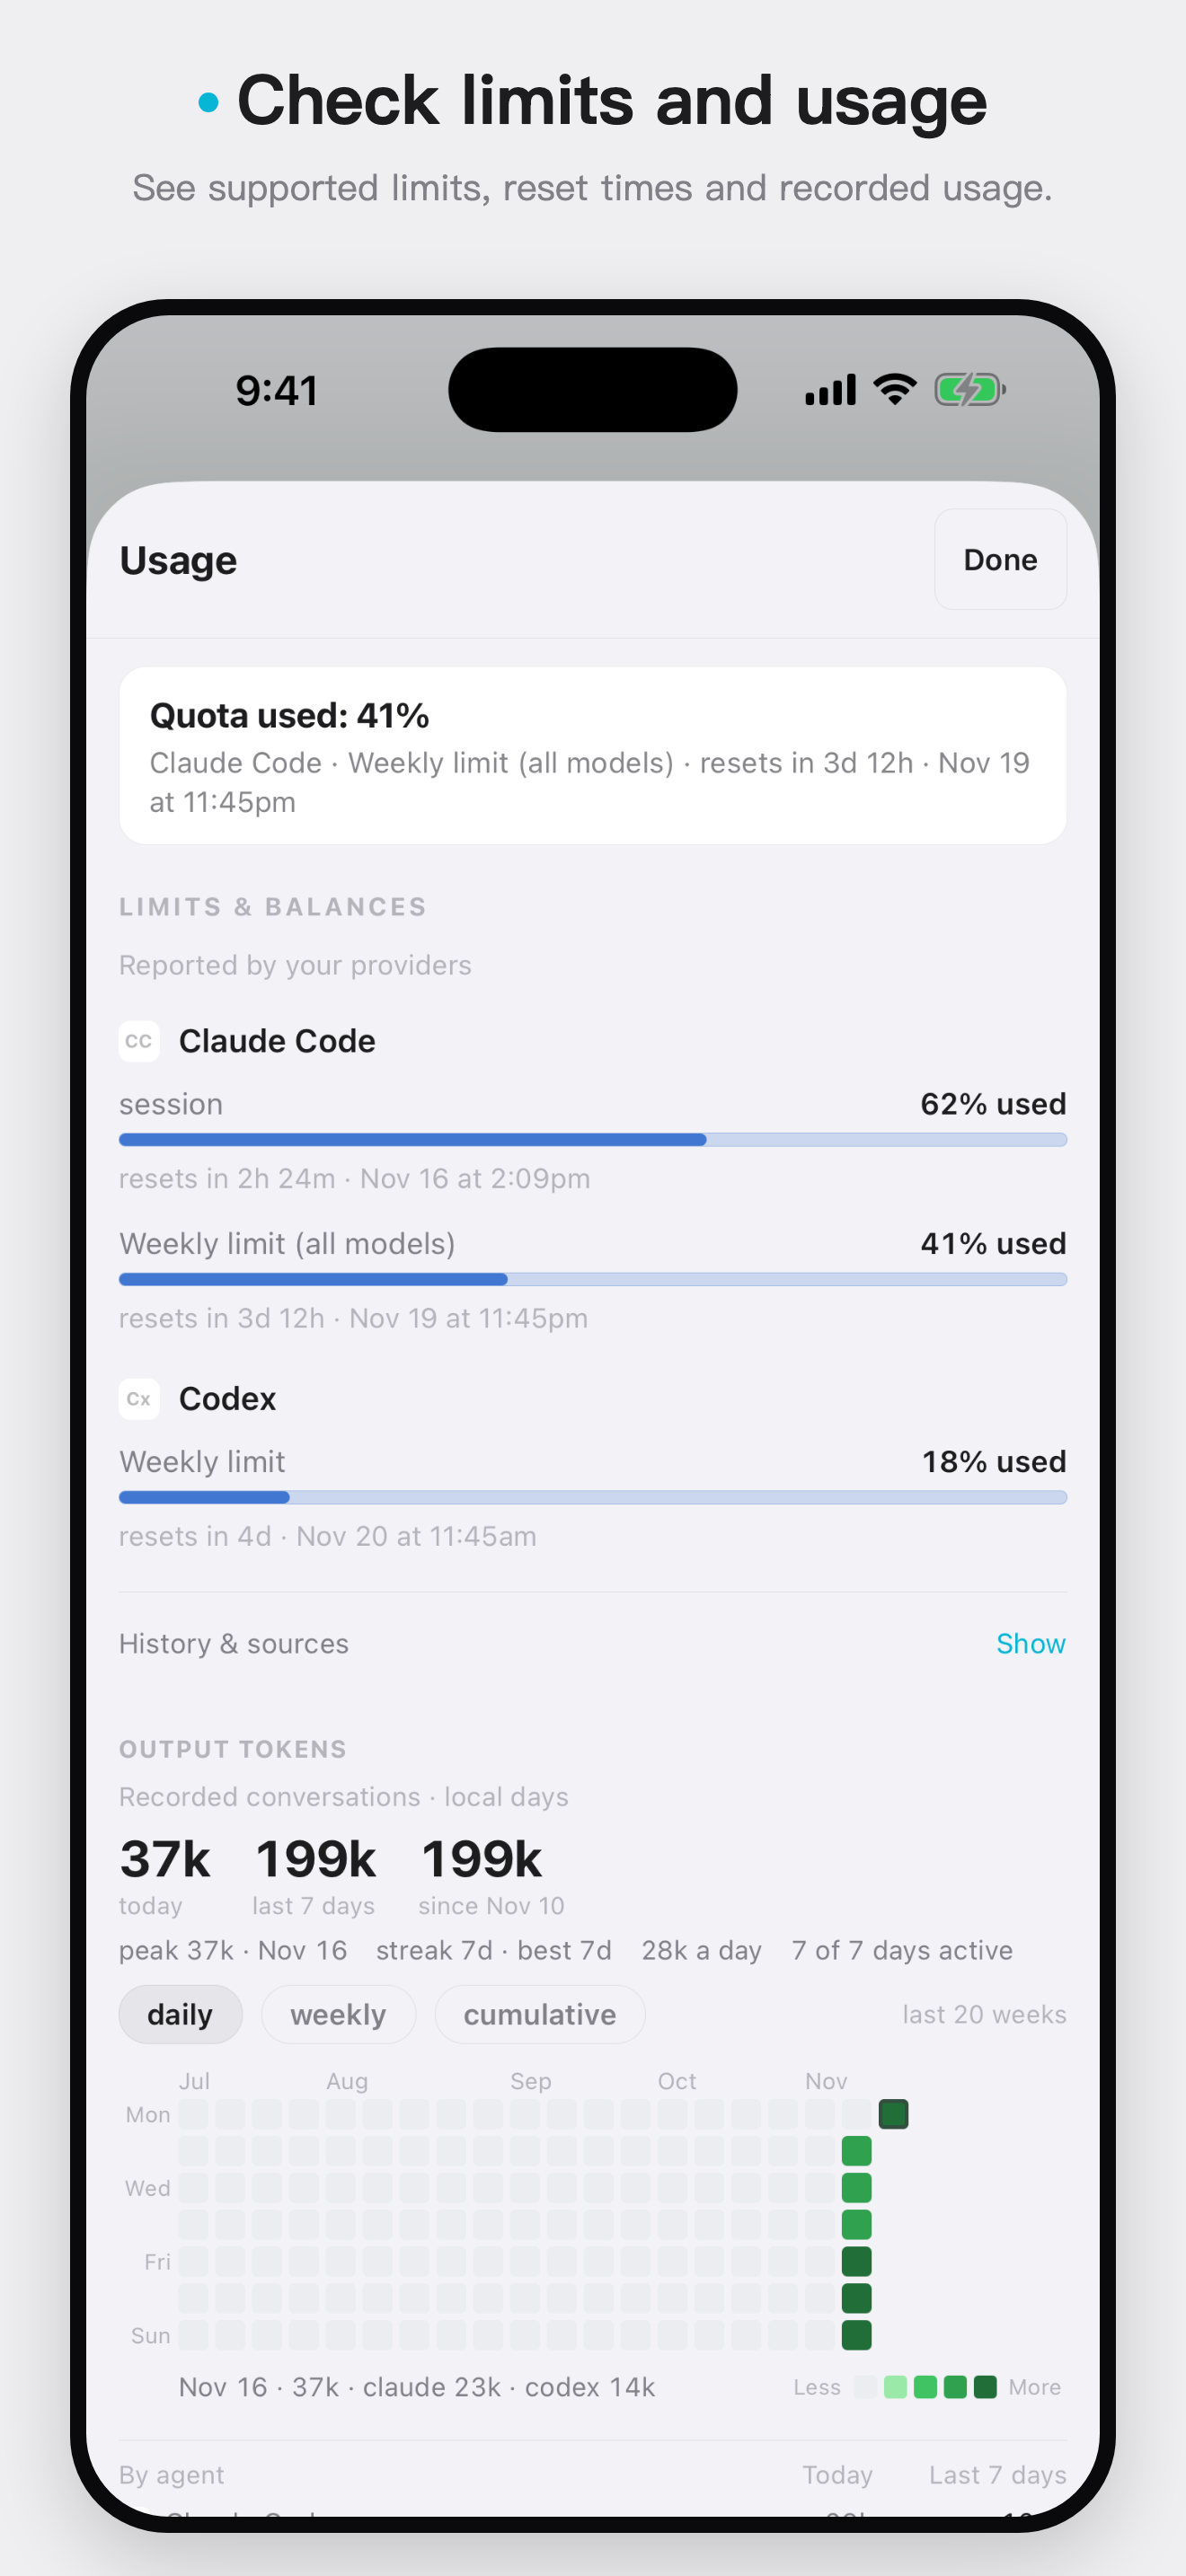 Check limits and usage
See supported limits, reset times and recorded usage.
9:41
Usage
Done
Quota used: 41%
Claude Code · Weekly limit (all models) · resets in 3d 12h · Nov 19
at 11:45pm
LIMITS & BALANCES
Reported by your providers
CC Claude Code
session 62% used
resets in 2h 24m · Nov 16 at 2:09pm
Weekly limit (all models) 41% used
resets in 3d 12h · Nov 19 at 11:45pm
Cx Codex
Weekly limit 18% used
resets in 4d · Nov 20 at 11:45am
History & sources Show
OUTPUT TOKENS
Recorded conversations · local days
37k 199k 199k
today last 7 days since Nov 10
peak 37k · Nov 16 streak 7d · best 7d 28k a day 7 of 7 days active
daily weekly cumulative last 20 weeks
Jul Aug Sep Oct Nov
Mon
Wed
Fri
Sun
Nov 16 · 37k · claude 23k · codex 14k Less More
By agent Today Last 7 days